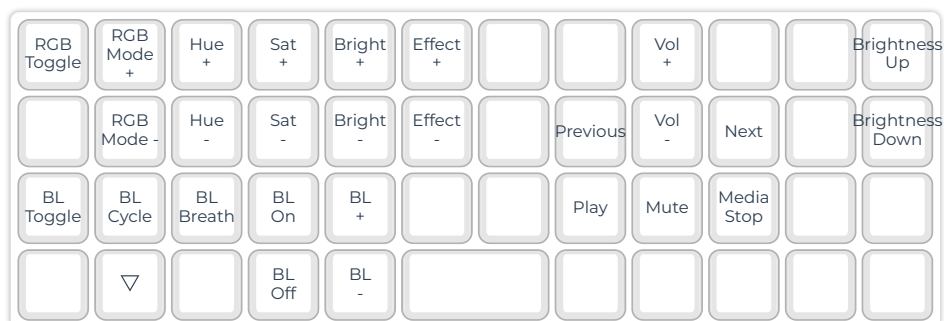 RGB
Toggle
RGB
Mode
+
Hue
+
Sat
+
Bright
+
Effect
+
Vol
+
Brightness
Up
RGB
Mode -
Hue
-
Sat
-
Bright
-
Effect
-
Previous
Vol
-
Next
Brightness
Down
BL
Toggle
BL
Cycle
BL
Breath
BL
On
BL
+
Play
Mute
Media
Stop
▽
BL
Off
BL
-